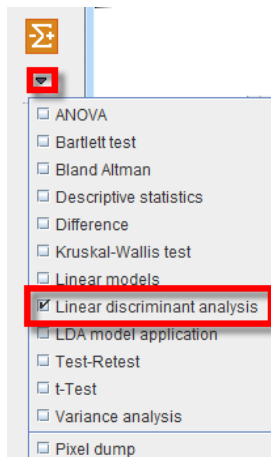 Σ+
ANOVA
Bartlett test
Bland Altman
Descriptive statistics
Difference
Kruskal-Wallis test
Linear models
Linear discriminant analysis
LDA model application
Test-Retest
t-Test
Variance analysis
Pixel dump